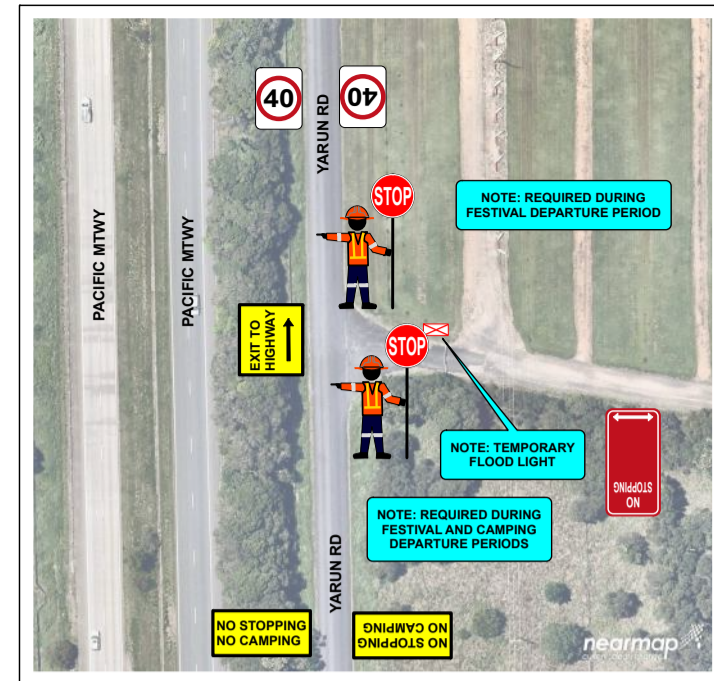 40
40
YARUN RD
PACIFIC MTWY
PACIFIC MTWY
STOP
NOTE: REQUIRED DURING
FESTIVAL DEPARTURE PERIOD
EXIT TO
HIGHWAY
STOP
NOTE: TEMPORARY
FLOOD LIGHT
NO
STOPPING
NOTE: REQUIRED DURING
FESTIVAL AND CAMPING
DEPARTURE PERIODS
YARUN RD
NO STOPPING
NO CAMPING
NO STOPPING
NO CAMPING
nearmap